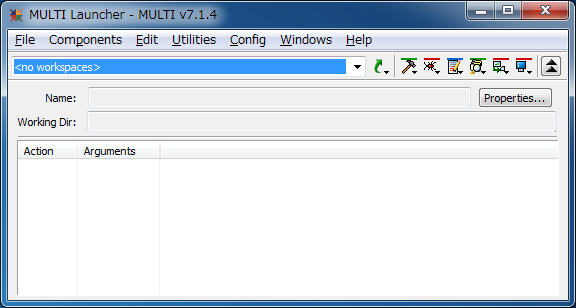 MULTI Launcher - MULTI v7.1.4
File Components Edit Utilities Config Windows Help
<no workspaces>
Name: Properties...
Working Dir:
Action Arguments